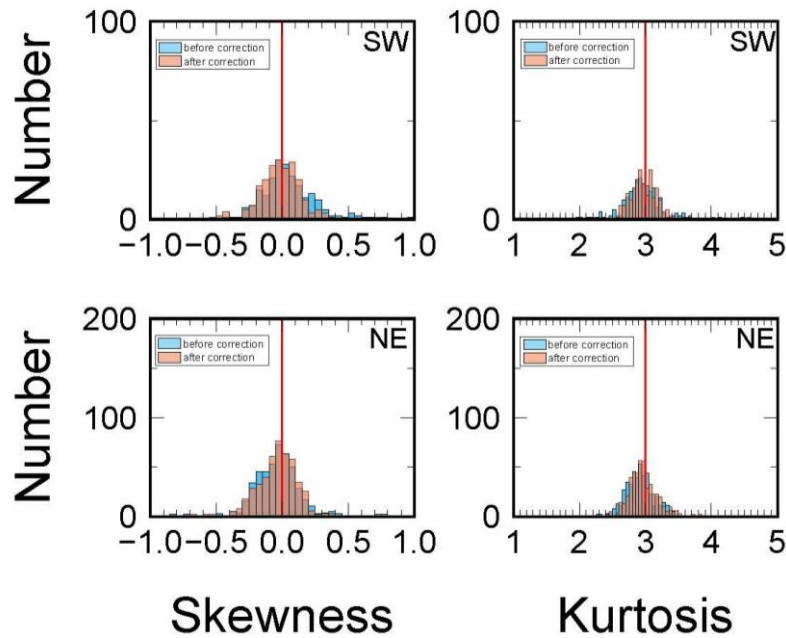 Number
100
0
before correction
after correction
SW
−1.0 −0.5 0.0 0.5 1.0
100
0
before correction
after correction
SW
1 2 3 4 5
Number
200
100
0
before correction
after correction
NE
−1.0 −0.5 0.0 0.5 1.0
200
100
0
before correction
after correction
NE
1 2 3 4 5
Skewness
Kurtosis